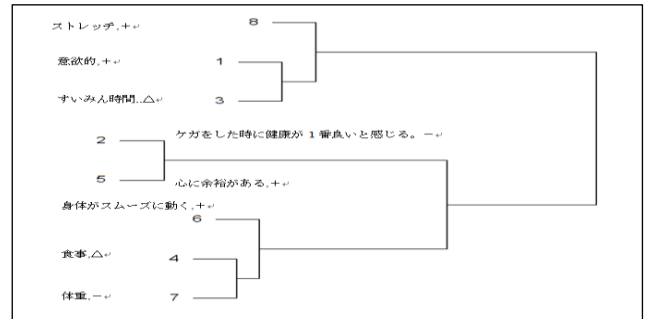 ストレッチ,+↵ 8
意欲的,+↵ 1
すいみん時間,.△↵ 3
2 ケガをした時に健康が1番良いと感じる。ー↵
5 心に余裕がある,+↵
身体がスムーズに動く,+↵
6
食事,△↵ 4
体重,ー↵ 7